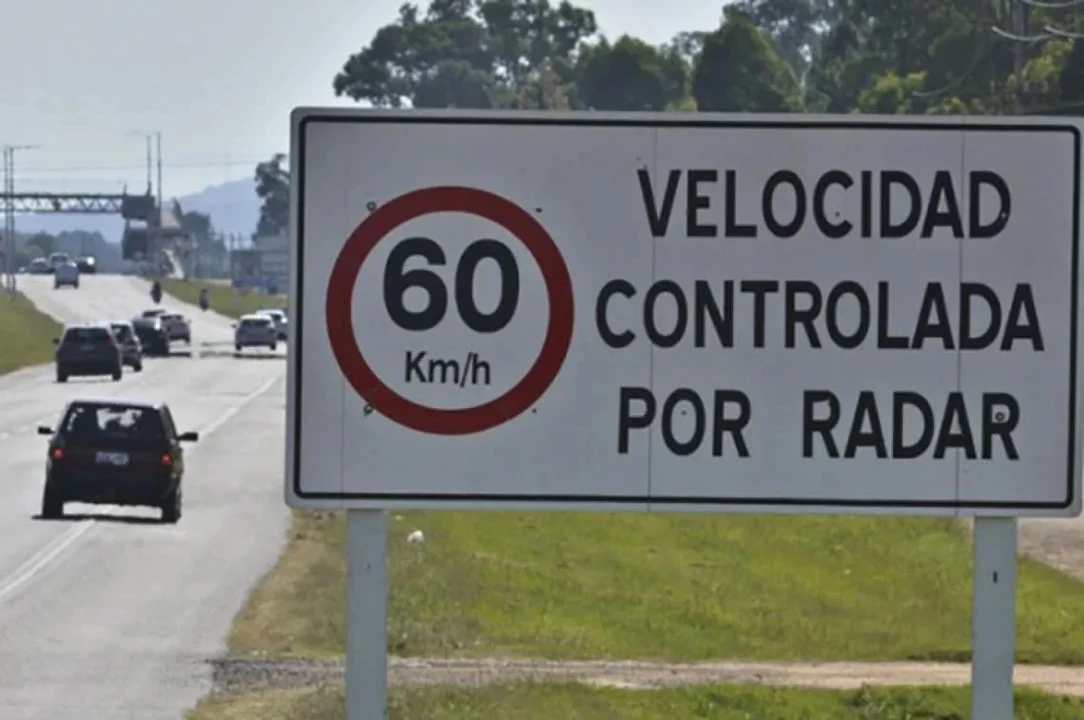 60
Km/h
VELOCIDAD
CONTROLADA
POR RADAR